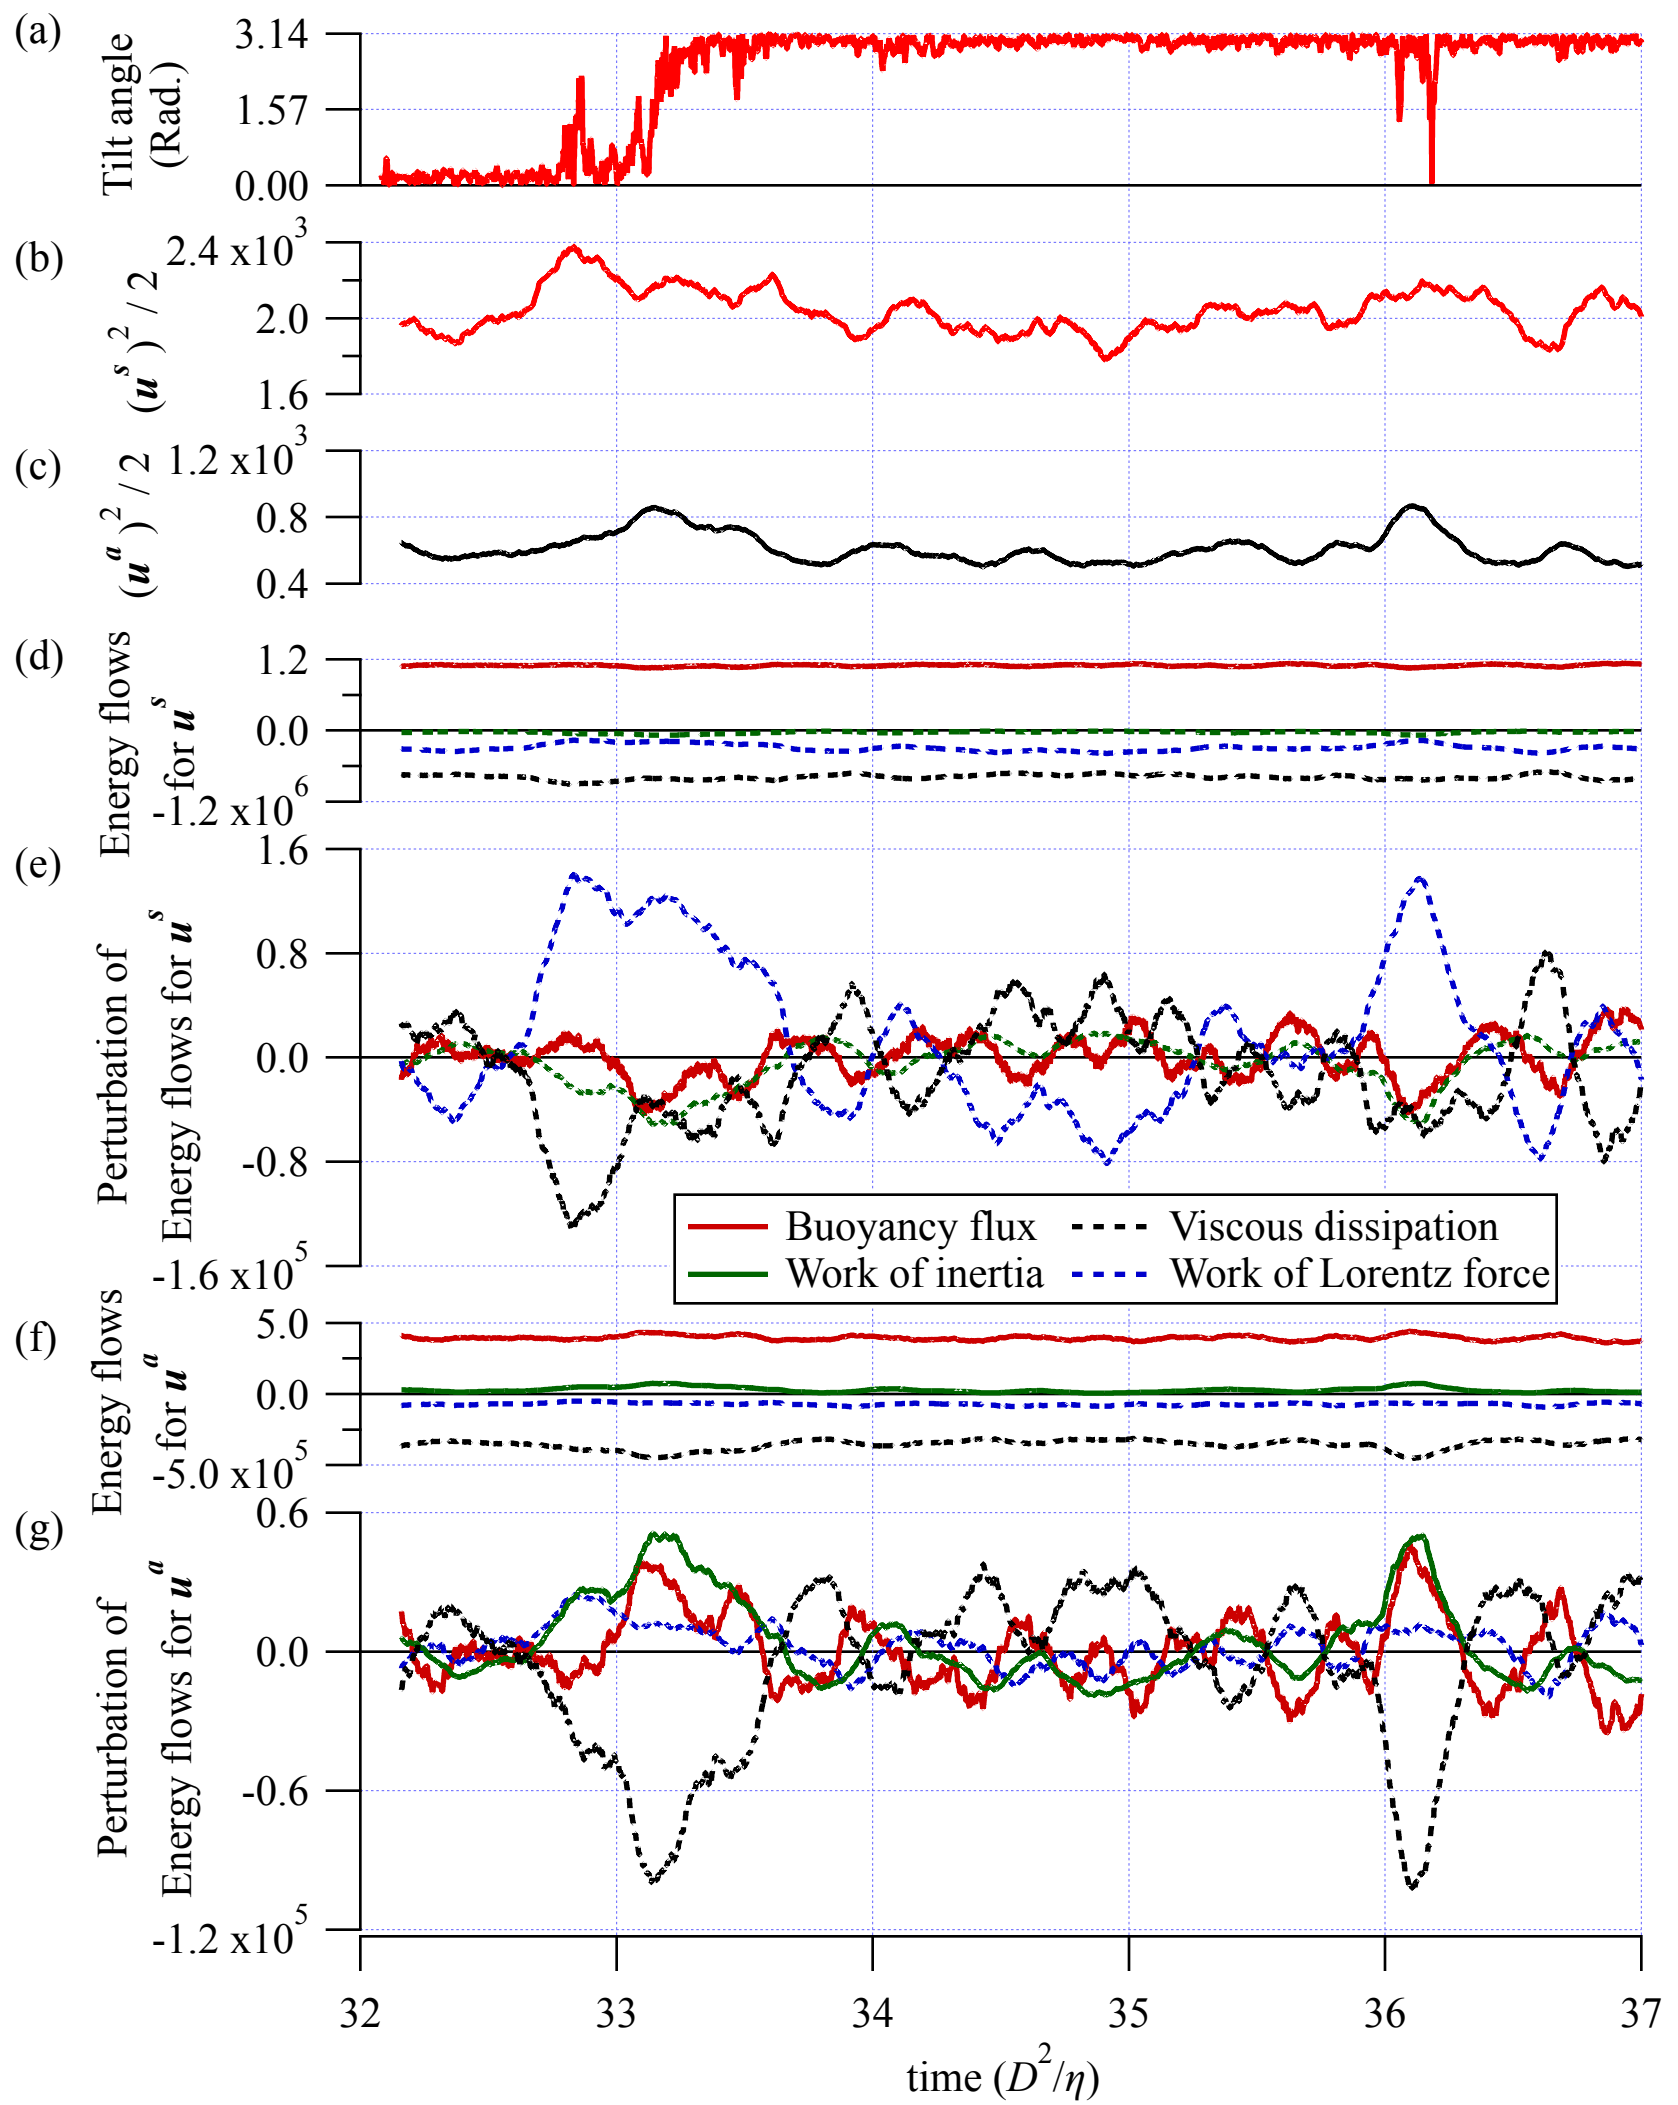 (a)
Tilt angle
(Rad.)
3.14
1.57
0.00
(b)
(u^s)^2 / 2
2.4 x10^3
2.0
1.6
(c)
(u^a)^2 / 2
1.2 x10^3
0.8
0.4
(d)
Energy flows
for u^s
1.2
0.0
-1.2 x10^6
(e)
Perturbation of
Energy flows for u^s
1.6
0.8
0.0
-0.8
-1.6 x10^5
Buoyancy flux
Viscous dissipation
Work of inertia
Work of Lorentz force
(f)
Energy flows
for u^a
5.0
0.0
-5.0 x10^5
(g)
Perturbation of
Energy flows for u^a
0.6
0.0
-0.6
-1.2 x10^5
32 33 34 35 36 37
time (D^2/η)